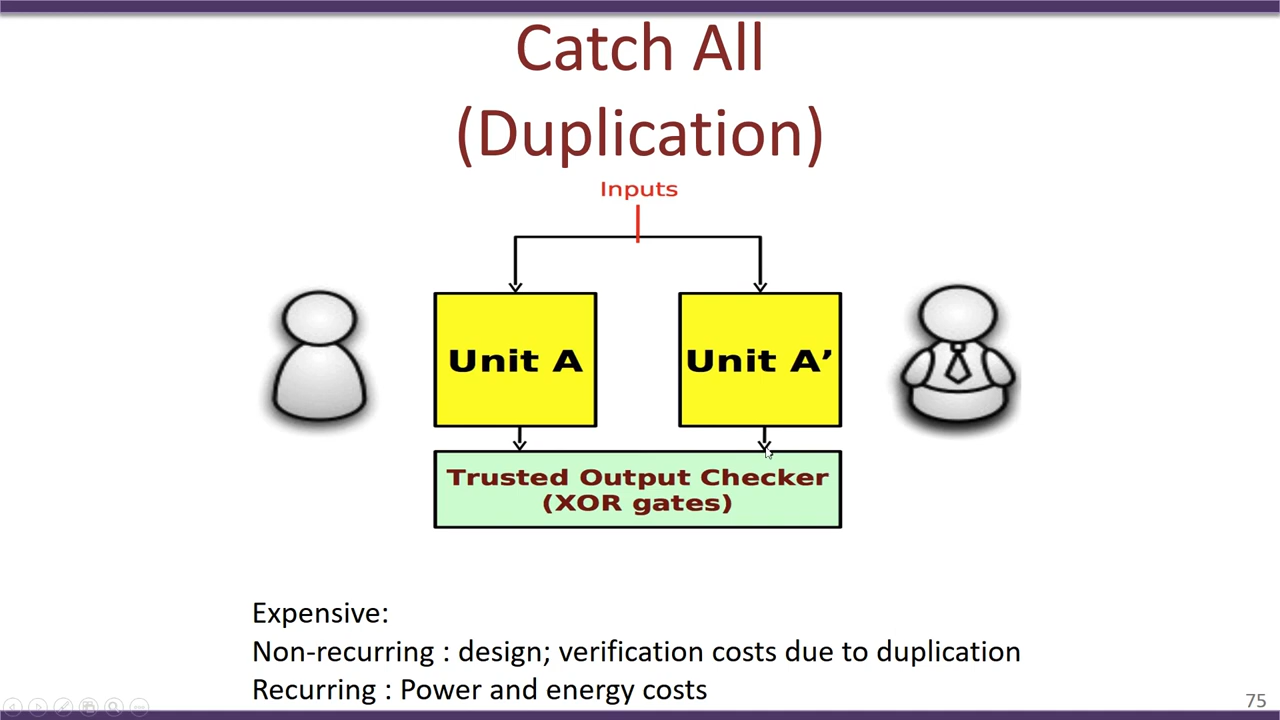 Catch All
(Duplication)
Inputs
Unit A
Unit A’
Trusted Output Checker
(XOR gates)
Expensive:
Non-recurring : design; verification costs due to duplication
Recurring : Power and energy costs
75